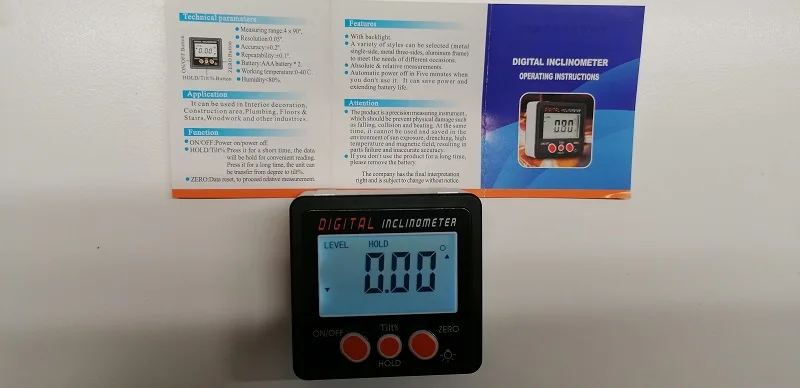 Technical parameters
Measuring range:4 x 90°.
Resolution:0.05°.
Accuracy:±0.2°.
Repeatability:±0.1°.
Battery:AAA battery * 2.
Working temperature:0-40 C
Humidity<80%.
ON/OFF Button
ZERO Button
HOLD/Tilt% Button
Application
It can be used in Interior decoration,
Construction area,Plumbing, Floors &
Stairs,Woodwork and other industries.
Function
ON/OFF:Power on/power off.
HOLD/Tilt%:Press it for a short time, the data
will be hold for convenient reading.
Press it for a long time, the unit can
be transfer from degree to tilt%.
ZERO:Data reset, to proceed relative measurement.
Features
With backlight.
A variety of styles can be selected (metal
single-side, metal three-sides, aluminum frame)
to meet the needs of different occasions.
Absolute & relative measurements.
Automatic power off in Five minutes when
you don't use it. It can save power and
extending battery life.
Attention
The product is a precision measuring instrument,
which should be prevent physical damage such
as falling, collision and beating. At the same
time, it cannot be used and saved in the
environment of sun exposure, drenching, high
temperature and magnetic field, resulting in
parts failure and inaccurate accuracy.
If you don't use the product for a long time,
please remove the battery.
The company has the final interpretation
right and is subject to change without notice
DIGITAL INCLINOMETER
OPERATING INSTRUCTIONS
DIGITAL INCLINOMETER
LEVEL HOLD
0.00°
ON/OFF Tilt% ZERO
HOLD